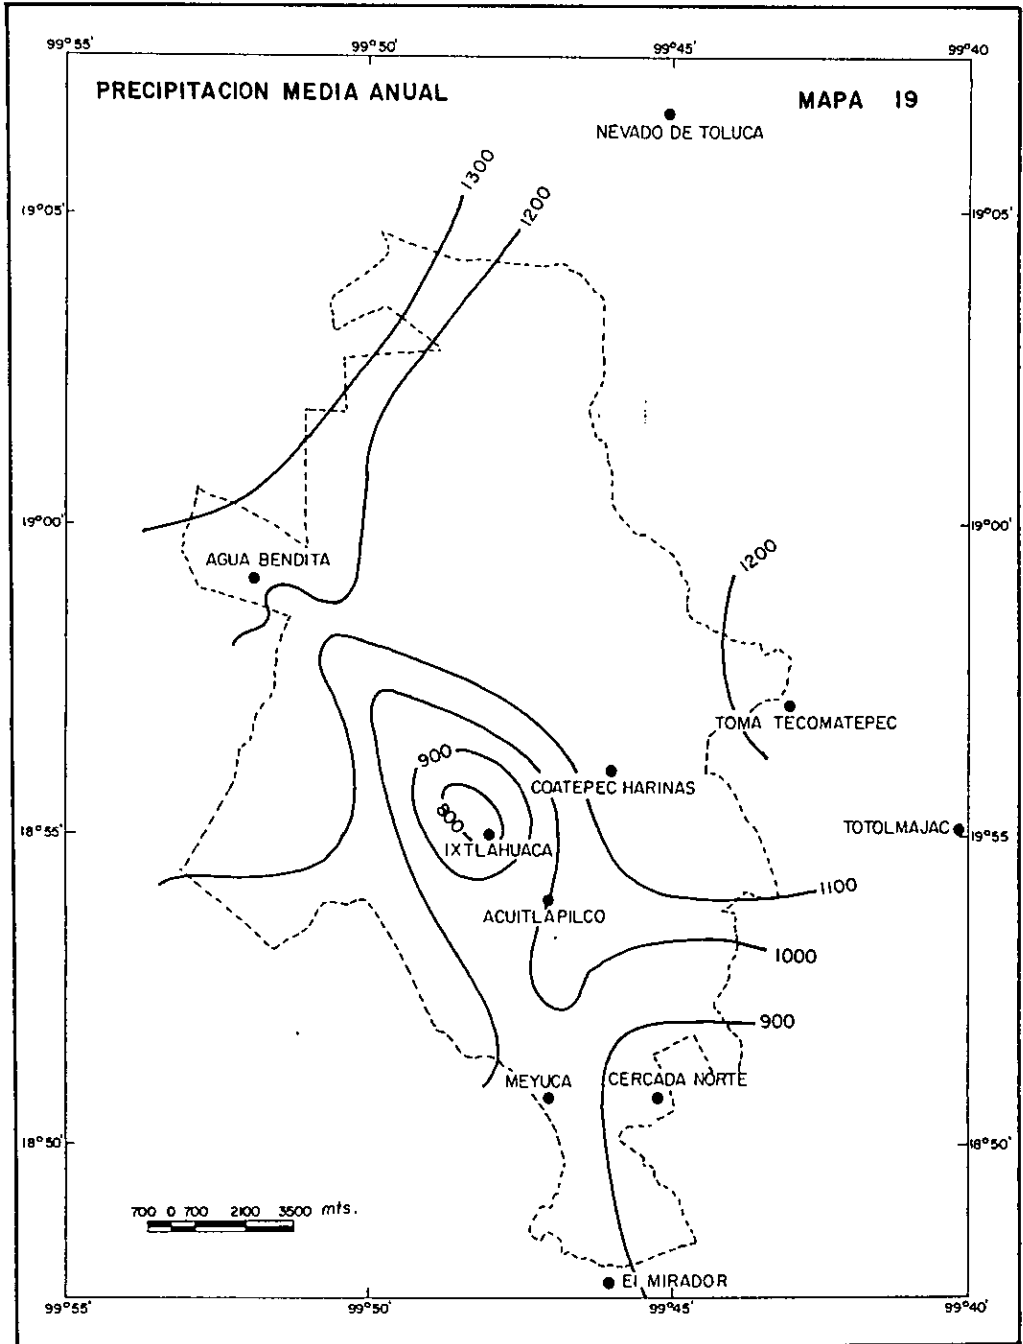 99°55' 99°50' 99°45' 99°40
PRECIPITACION MEDIA ANUAL
MAPA 19
NEVADO DE TOLUCA
1300
1200
19°05' 19°05'
19°00' 19°00'
AGUA BENDITA
1200
TOMA TECOMATEPEC
900
COATEPEC HARINAS
800
TOTOLMAJAC
18°55' 19°55'
IXTLAHUACA
1100
ACUITLAPILCO
1000
900
MEYUCA
CERCADA NORTE
18°50' 18°50'
700 0 700 2100 3500 mts.
El MIRADOR
99°55' 99°50' 99°45' 99°40'